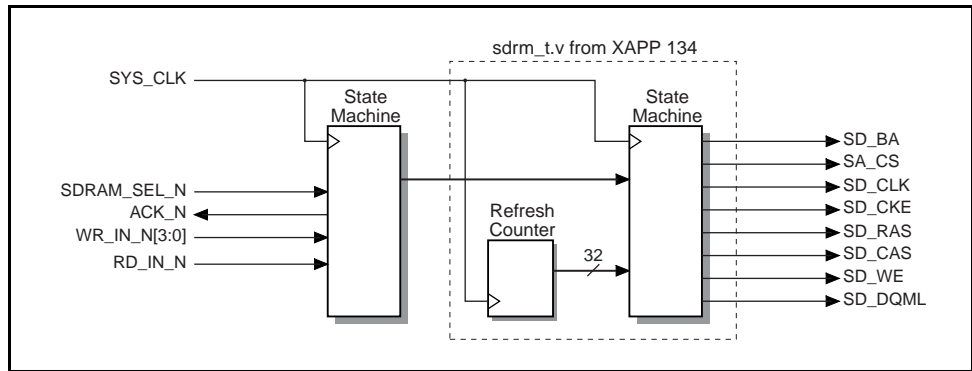 sdrm_t.v from XAPP 134
SYS_CLK
State
Machine
State
Machine
SDRAM_SEL_N
ACK_N
WR_IN_N[3:0]
RD_IN_N
Refresh
Counter
32
SD_BA
SA_CS
SD_CLK
SD_CKE
SD_RAS
SD_CAS
SD_WE
SD_DQML